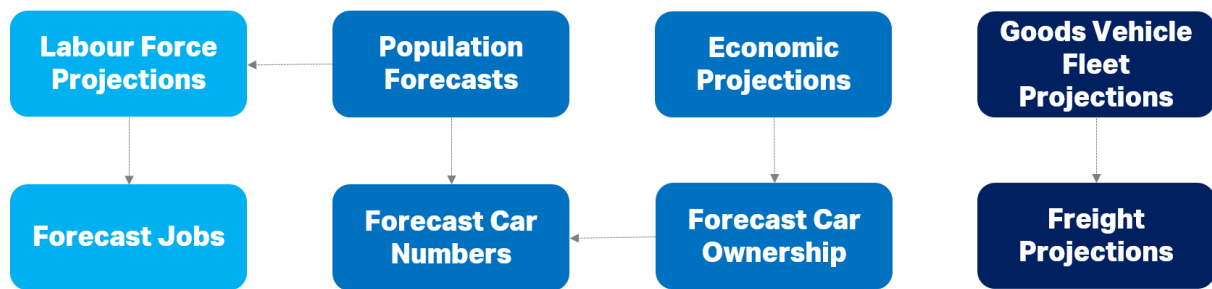 Labour Force
Projections
Population
Forecasts
Economic
Projections
Goods Vehicle
Fleet
Projections
Forecast Jobs
Forecast Car
Numbers
Forecast Car
Ownership
Freight
Projections